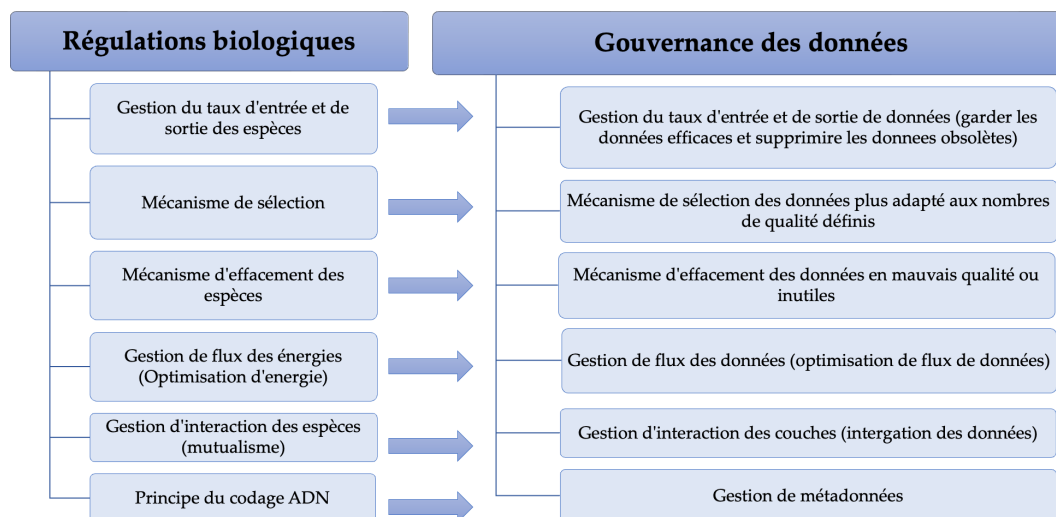 Régulations biologiques
Gouvernance des données
Gestion du taux d'entrée et de
sortie des espèces
Gestion du taux d'entrée et de sortie de données (garder les
données efficaces et supprimire les donnees obsolètes)
Mécanisme de sélection
Mécanisme de sélection des données plus adapté aux nombres
de qualité définis
Mécanisme d'effacement des
espèces
Mécanisme d'effacement des données en mauvais qualité ou
inutiles
Gestion de flux des énergies
(Optimisation d'energie)
Gestion de flux des données (optimisation de flux de données)
Gestion d'interaction des espèces
(mutualisme)
Gestion d'interaction des couches (intergation des données)
Principe du codage ADN
Gestion de métadonnées